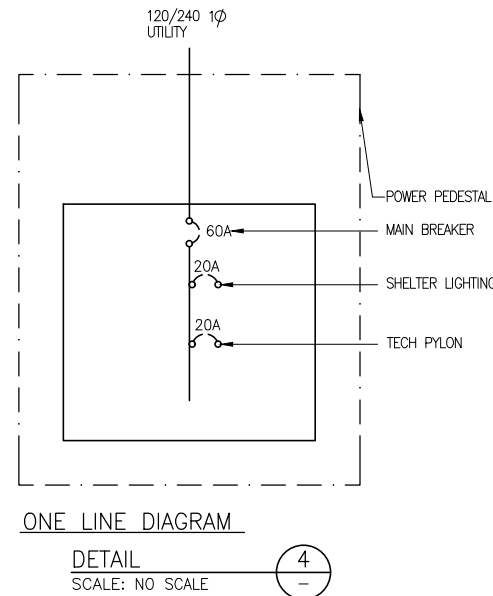 120/240 1Ø
UTILITY
POWER PEDESTAL
60A
MAIN BREAKER
20A
SHELTER LIGHTING
20A
TECH PYLON
ONE LINE DIAGRAM
DETAIL
4
SCALE: NO SCALE
-